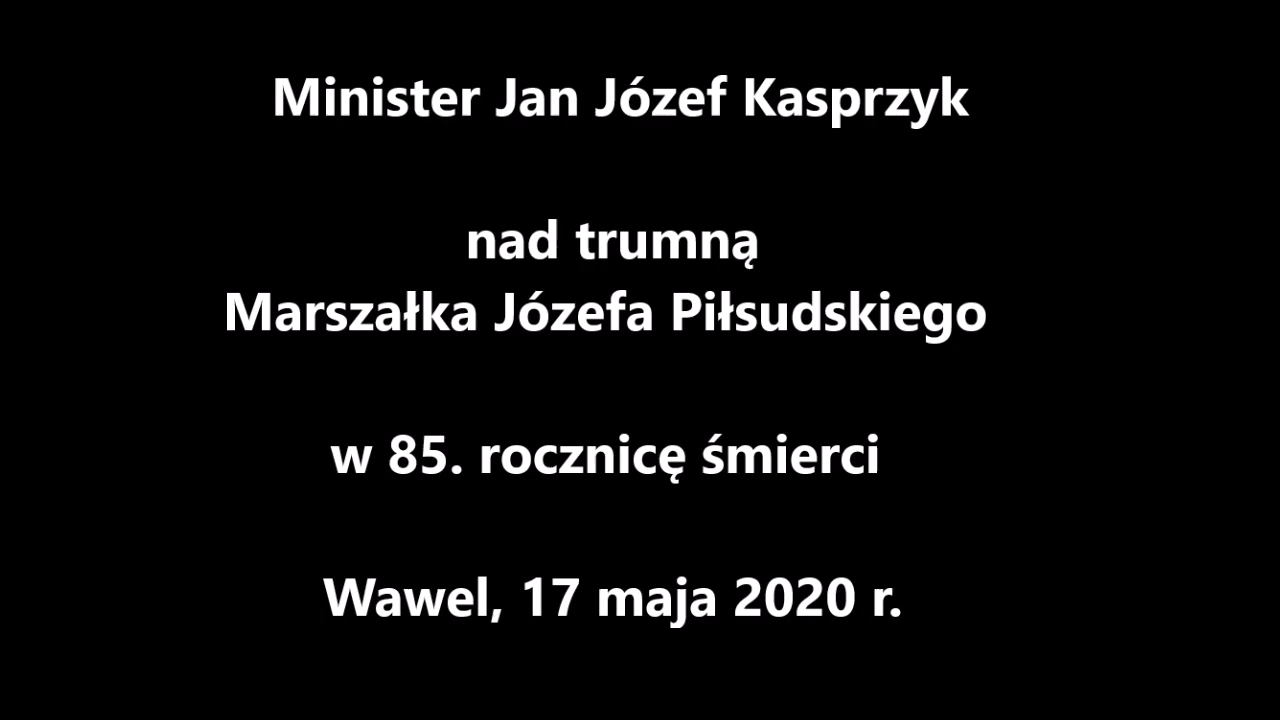 Minister Jan Józef Kasprzyk
nad trumną
Marszałka Józefa Piłsudskiego
w 85. rocznicę śmierci
Wawel, 17 maja 2020 r.